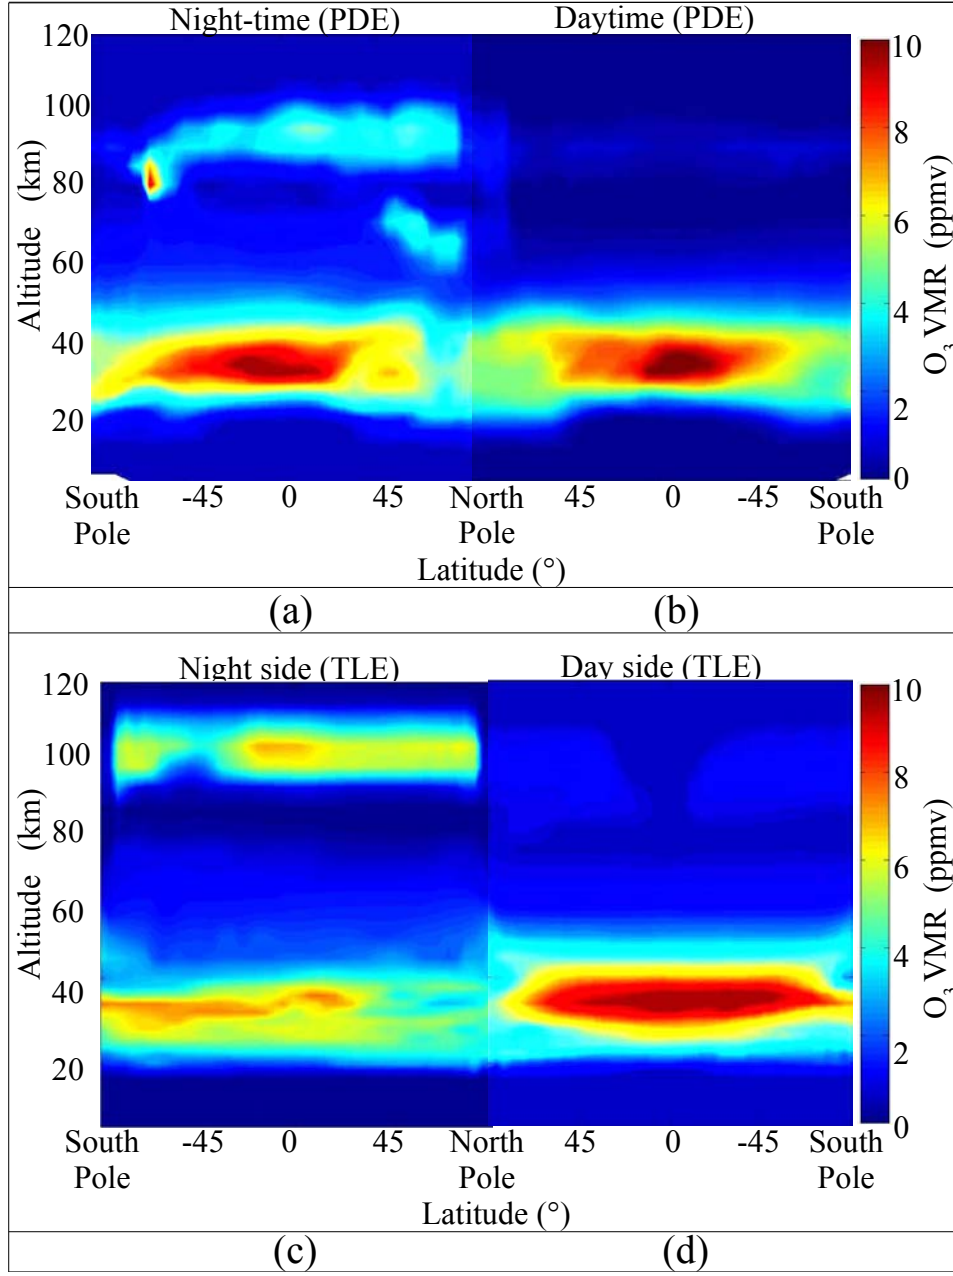 Night-time (PDE) Daytime (PDE)
120
100
80
60
40
20
Altitude (km)
South Pole -45 0 45 North Pole 45 0 -45 South Pole
Latitude (°)
10
8
6
4
2
0
O3 VMR (ppmv)
(a) (b)
Night side (TLE) Day side (TLE)
120
100
80
60
40
20
Altitude (km)
South Pole -45 0 45 North Pole 45 0 -45 South Pole
Latitude (°)
10
8
6
4
2
0
O3 VMR (ppmv)
(c) (d)